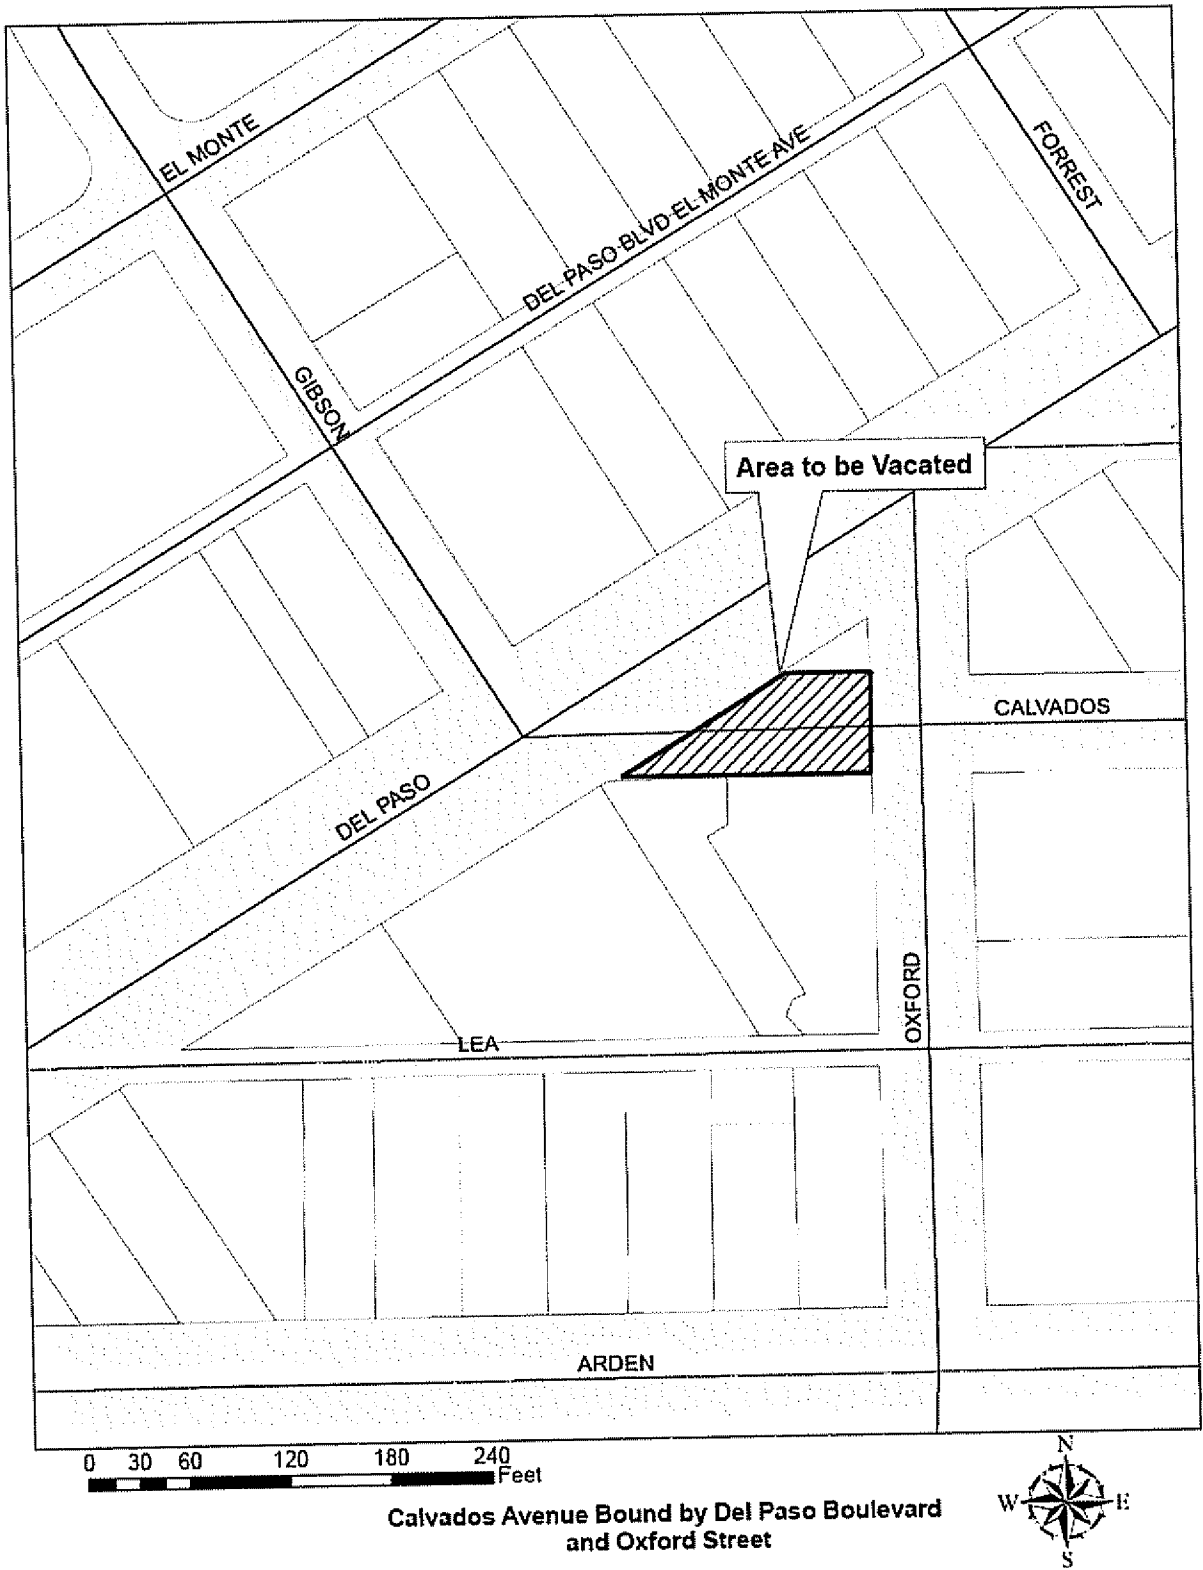 EL MONTE
FORREST
DEL PASO BLVD-EL MONTE AVE
GIBSON
Area to be Vacated
CALVADOS
DEL PASO
OXFORD
LEA
ARDEN
0 30 60 120 180 240
Feet
N
W E
S
Calvados Avenue Bound by Del Paso Boulevard
and Oxford Street